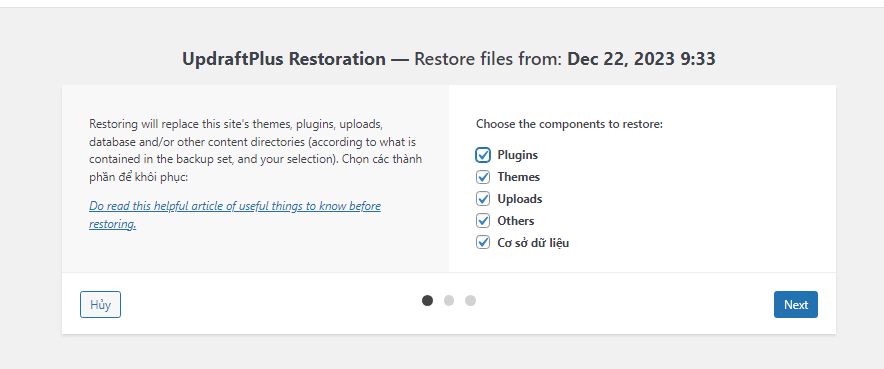 UpdraftPlus Restoration — Restore files from: Dec 22, 2023 9:33
Restoring will replace this site's themes, plugins, uploads,
database and/or other content directories (according to what is
contained in the backup set, and your selection). Chọn các thành
phần để khôi phục:
Do read this helpful article of useful things to know before
restoring.
Choose the components to restore:
Plugins
Themes
Uploads
Others
Cơ sở dữ liệu
Hủy
Next